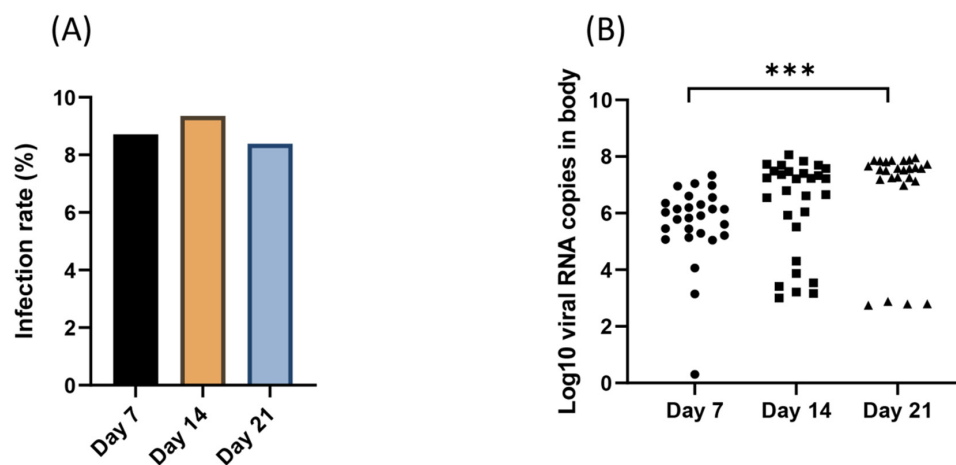 (A)
Infection rate (%)
10
8
6
4
2
0
Day 7
Day 14
Day 21
(B)
***
Log10 viral RNA copies in body
10
8
6
4
2
0
Day 7
Day 14
Day 21